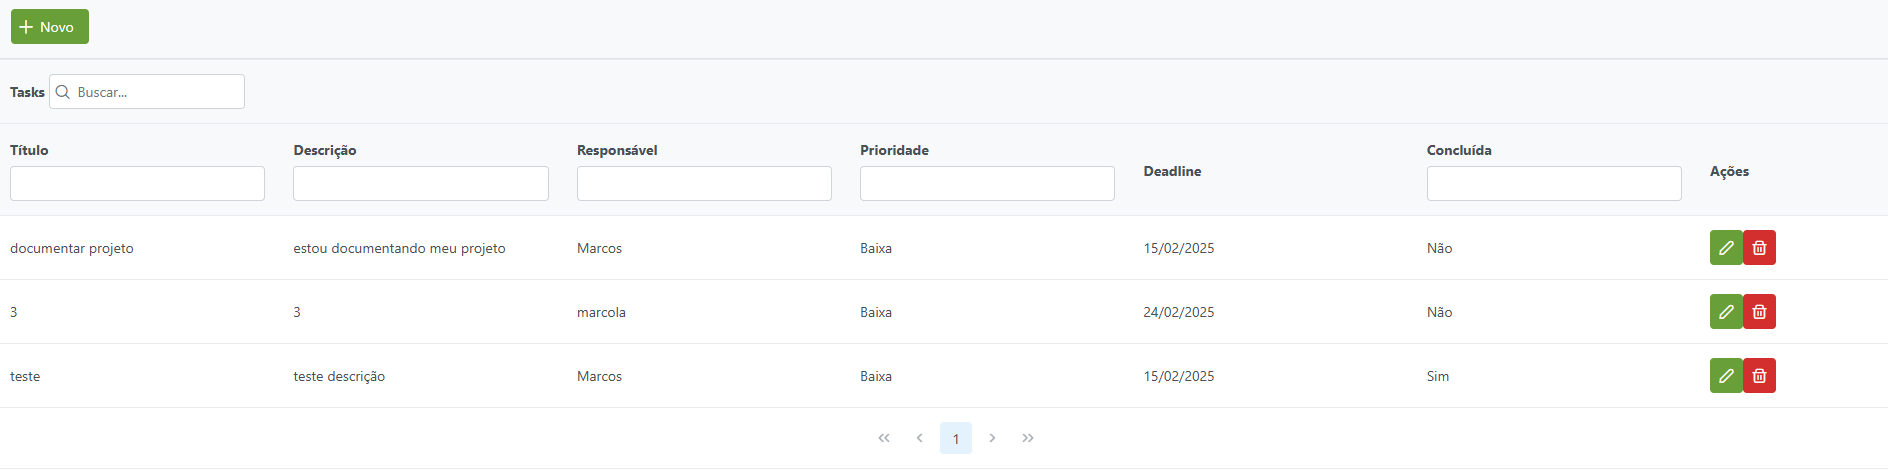 Novo
Tasks Buscar...
Título Descrição Responsável Prioridade Deadline Concluída Ações
documentar projeto estou documentando meu projeto Marcos Baixa 15/02/2025 Não
3 3 marcola Baixa 24/02/2025 Não
teste teste descrição Marcos Baixa 15/02/2025 Sim
1